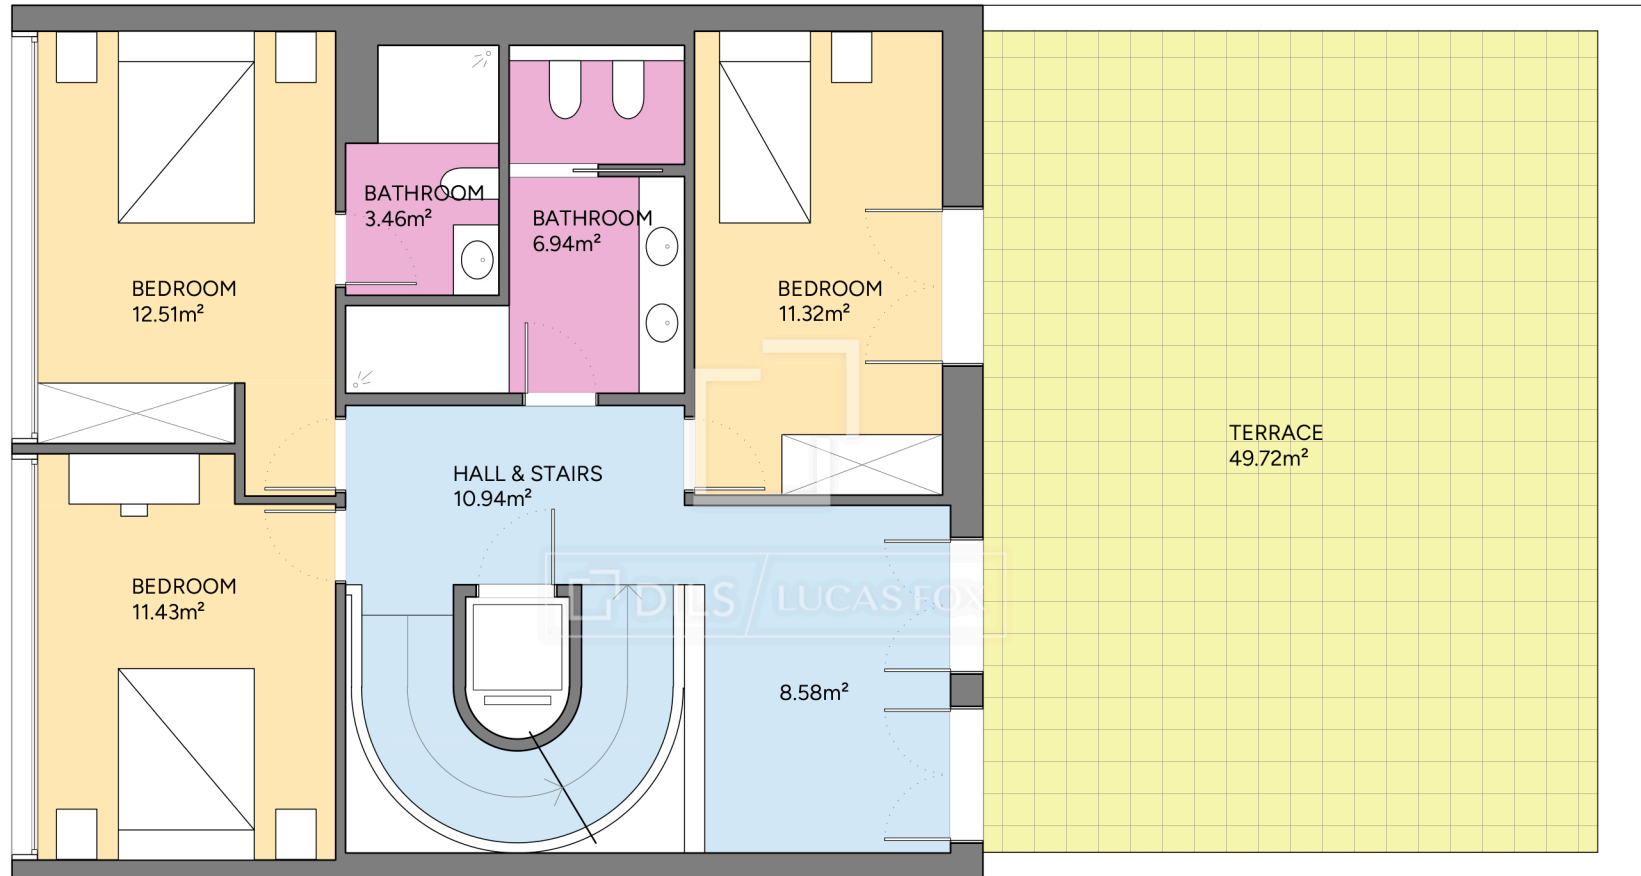 BATHROOM
3.46m²
BATHROOM
6.94m²
BEDROOM
12.51m²
BEDROOM
11.32m²
TERRACE
49.72m²
HALL & STAIRS
10.94m²
BEDROOM
11.43m²
DILS / LUCAS FOX
8.58m²